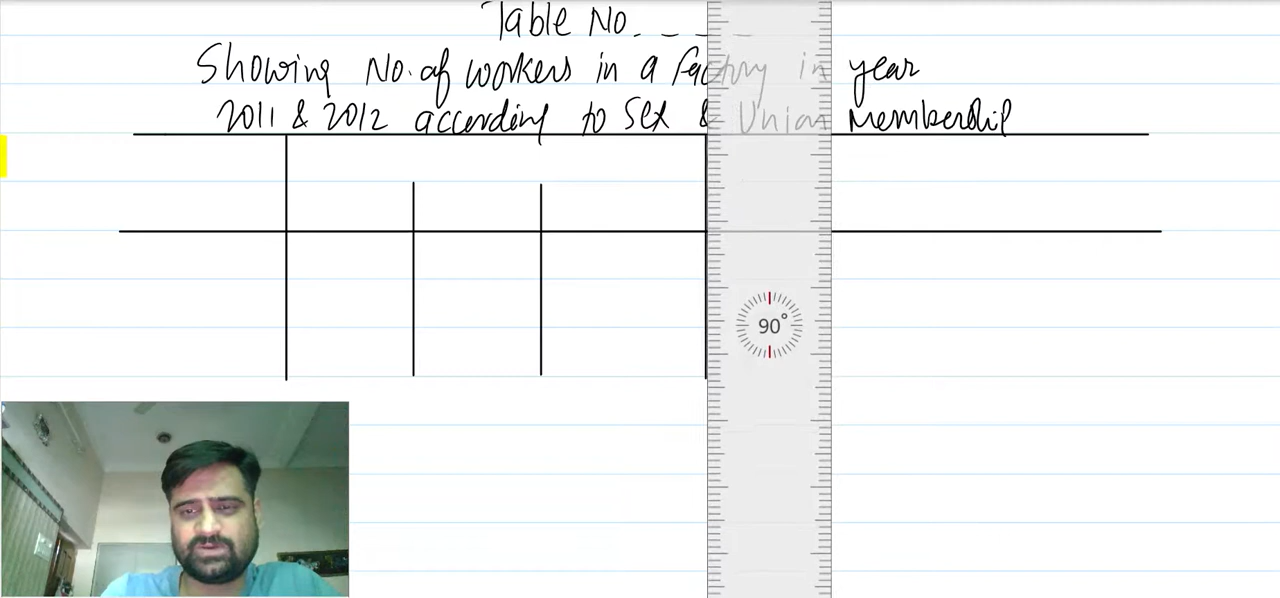 Table No. _ _ _ _
Showing No. of workers in a factory in year
2011 & 2012 according to Sex & Union Membership
90°